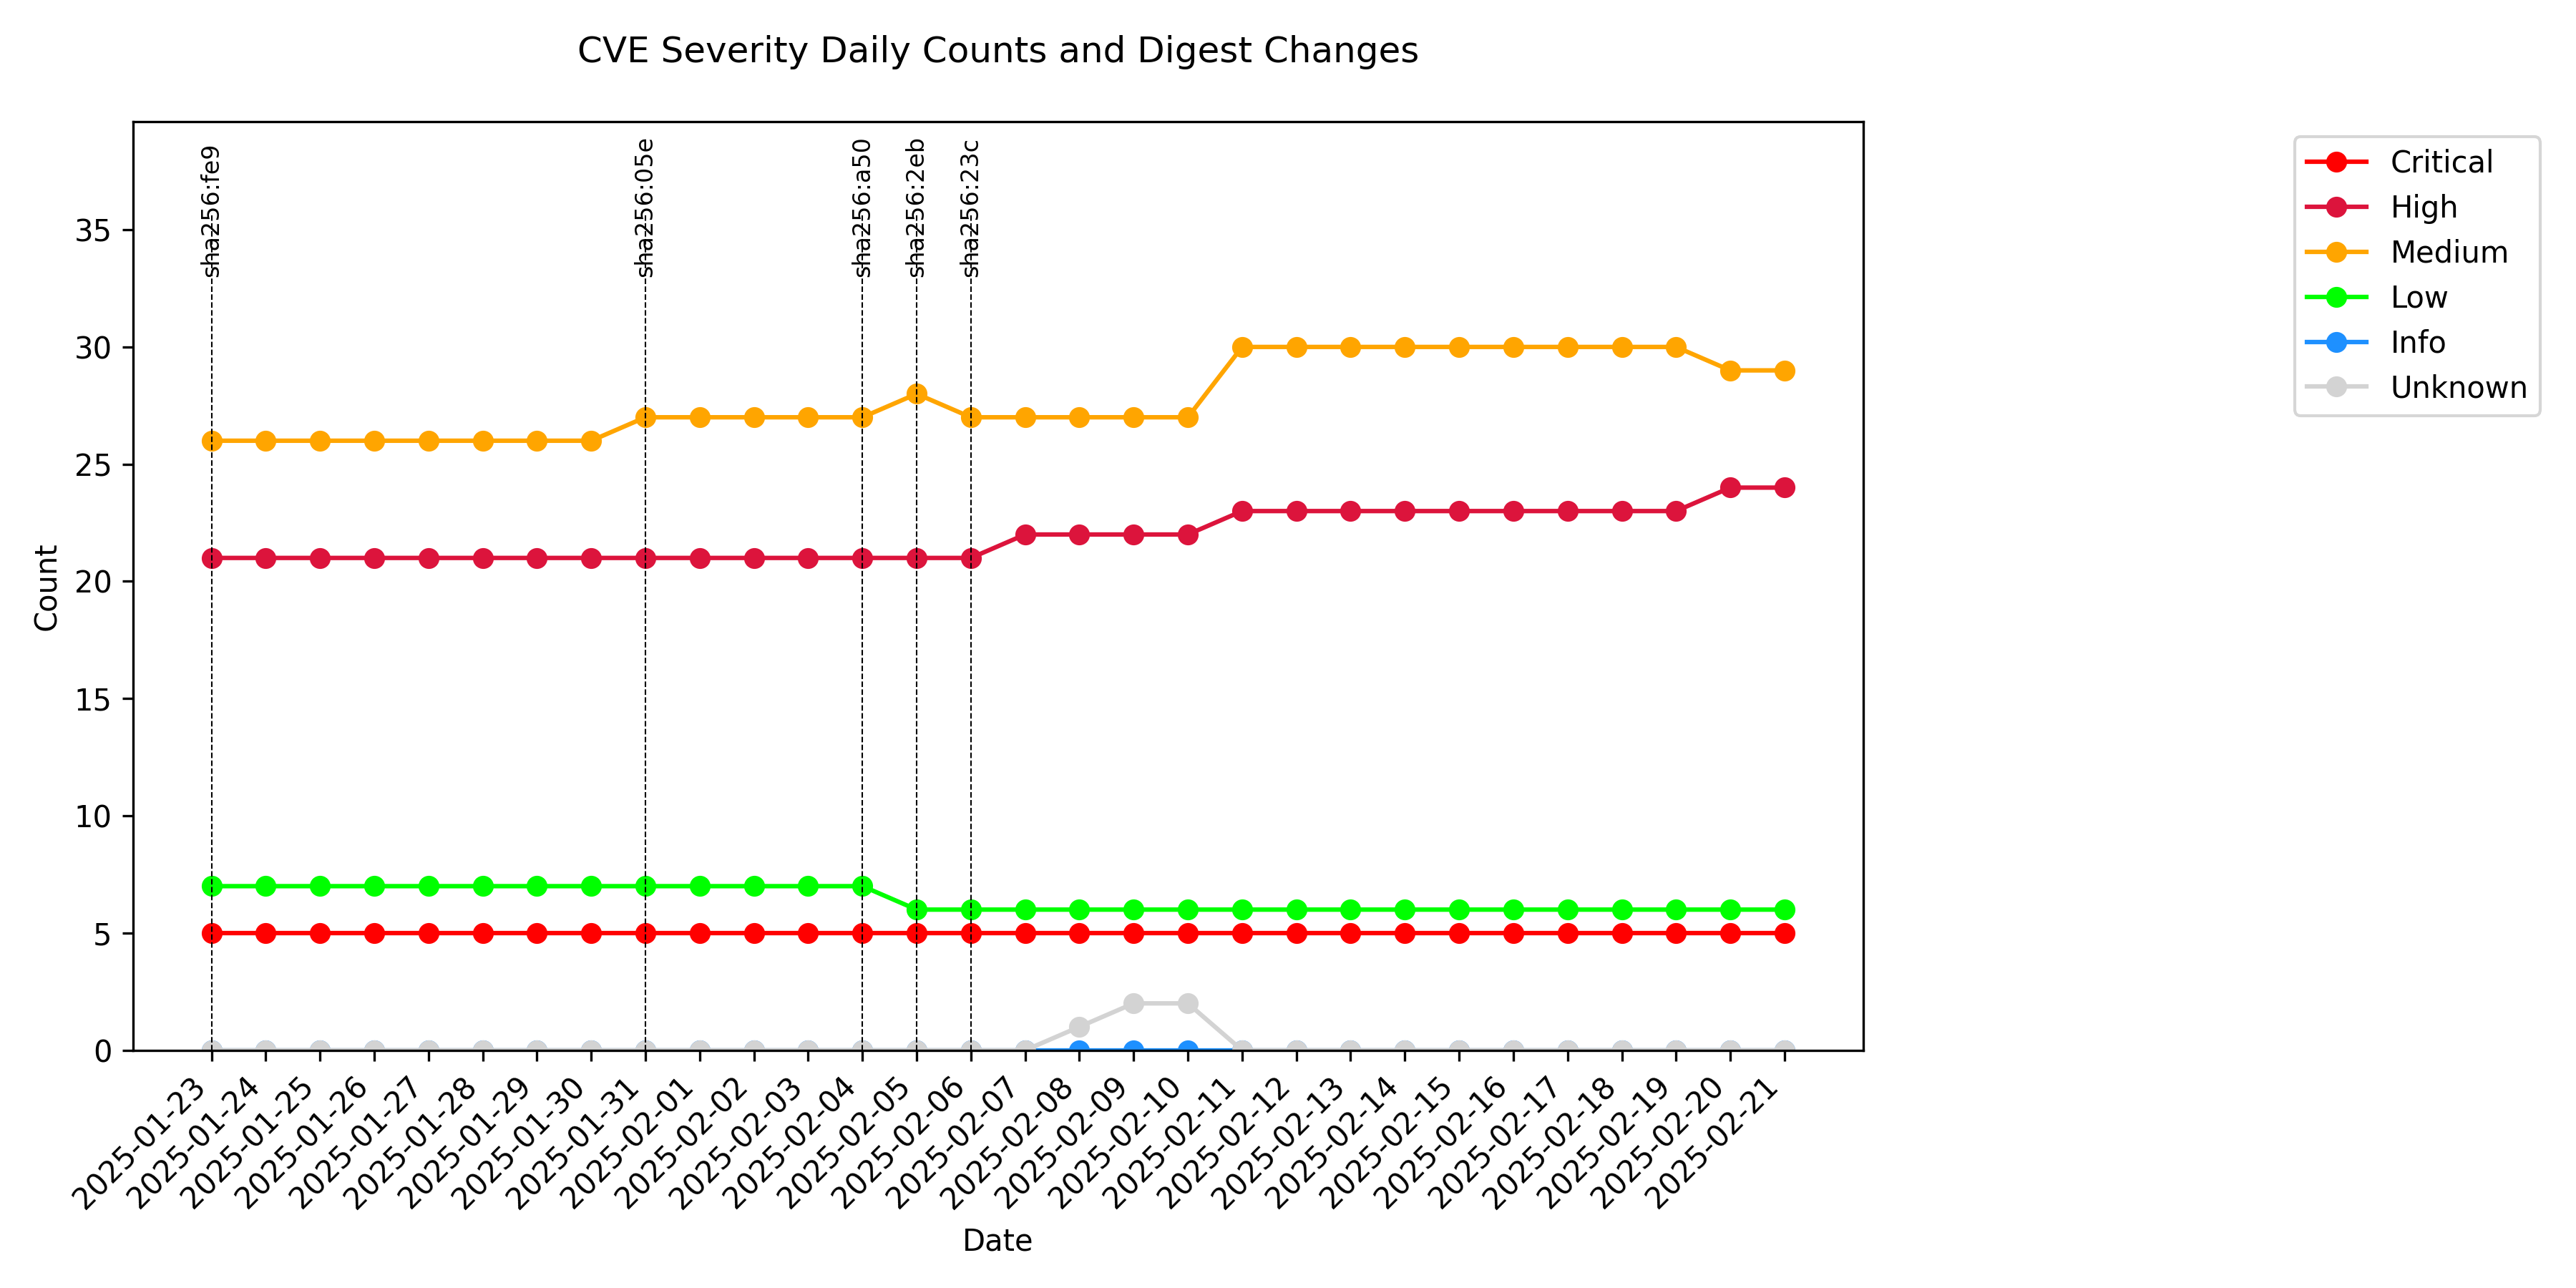 CVE Severity Daily Counts and Digest Changes
sha256:fe9
sha256:05e
sha256:a50
sha256:2eb
sha256:23c
Critical
High
Medium
Low
Info
Unknown
Count
35
30
25
20
15
10
5
0
2025-01-23
2025-01-24
2025-01-25
2025-01-26
2025-01-27
2025-01-28
2025-01-29
2025-01-30
2025-01-31
2025-02-01
2025-02-02
2025-02-03
2025-02-04
2025-02-05
2025-02-06
2025-02-07
2025-02-08
2025-02-09
2025-02-10
2025-02-11
2025-02-12
2025-02-13
2025-02-14
2025-02-15
2025-02-16
2025-02-17
2025-02-18
2025-02-19
2025-02-20
2025-02-21
Date